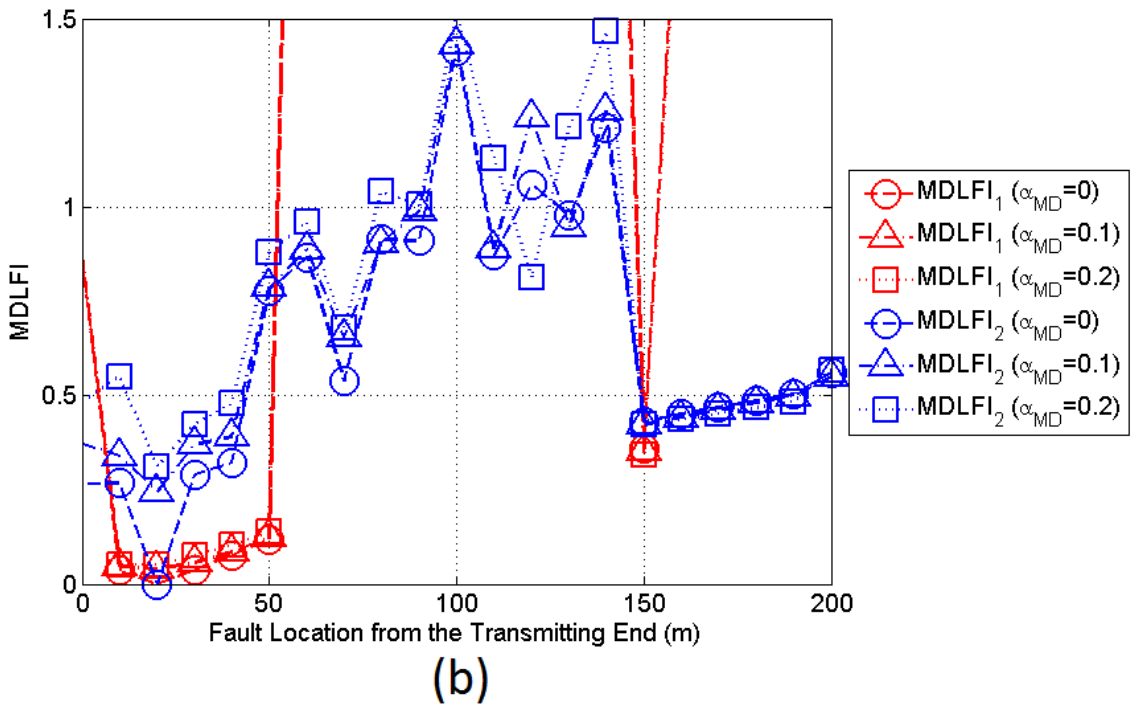 1.5
1
0.5
0
MDLFI
0 50 100 150 200
Fault Location from the Transmitting End (m)
MDLFI₁ (αMD=0)
MDLFI₁ (αMD=0.1)
MDLFI₁ (αMD=0.2)
MDLFI₂ (αMD=0)
MDLFI₂ (αMD=0.1)
MDLFI₂ (αMD=0.2)
(b)